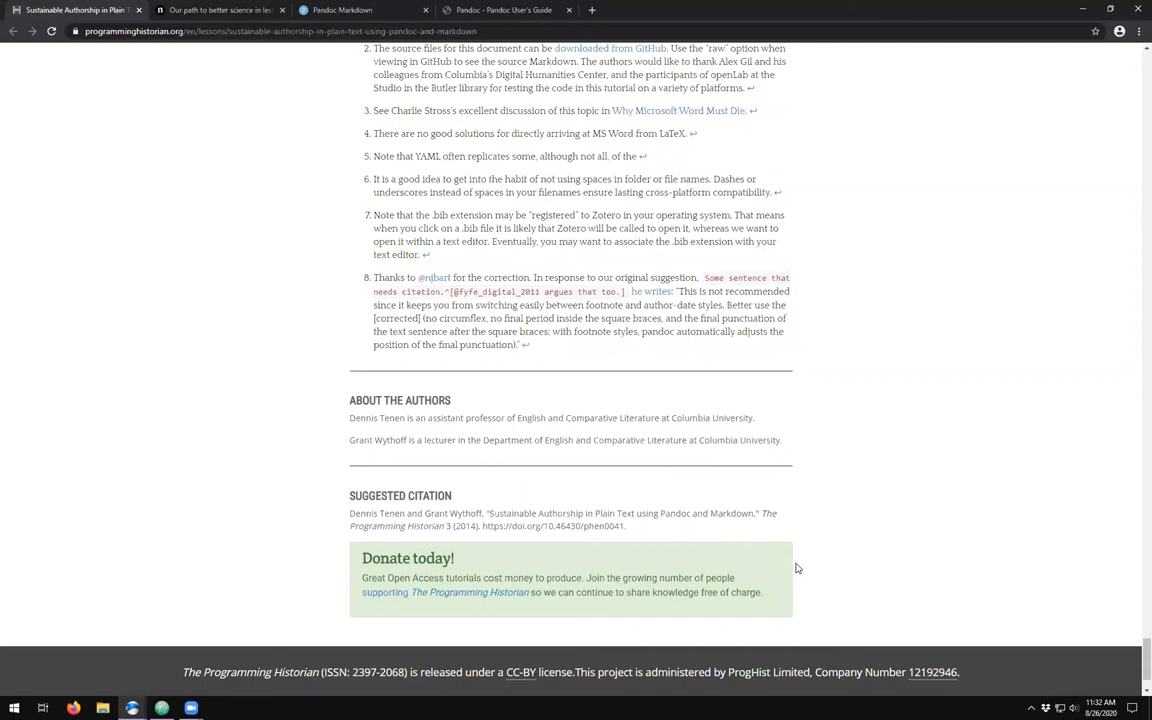 Sustainable Authorship in Plain T
Our path to better science in les
Pandoc Markdown
Pandoc - Pandoc User's Guide
programminghistorian.org/en/lessons/sustainable-authorship-in-plain-text-using-pandoc-and-markdown
2. The source files for this document can be downloaded from GitHub. Use the "raw" option when
viewing in GitHub to see the source Markdown. The authors would like to thank Alex Gil and his
colleagues from Columbia's Digital Humanities Center, and the participants of openLab at the
Studio in the Butler library for testing the code in this tutorial on a variety of platforms. ↩
3. See Charlie Stross's excellent discussion of this topic in Why Microsoft Word Must Die. ↩
4. There are no good solutions for directly arriving at MS Word from LaTeX. ↩
5. Note that YAML often replicates some, although not all, of the ↩
6. It is a good idea to get into the habit of not using spaces in folder or file names. Dashes or
underscores instead of spaces in your filenames ensure lasting cross-platform compatibility. ↩
7. Note that the .bib extension may be "registered" to Zotero in your operating system. That means
when you click on a .bib file it is likely that Zotero will be called to open it, whereas we want to
open it within a text editor. Eventually, you may want to associate the .bib extension with your
text editor. ↩
8. Thanks to @njbart for the correction. In response to our original suggestion, Some sentence that
needs citation.^[@fyfe_digital_2011 argues that too.] he writes: "This is not recommended
since it keeps you from switching easily between footnote and author-date styles. Better use the
[corrected] (no circumflex, no final period inside the square braces, and the final punctuation of
the text sentence after the square braces; with footnote styles, pandoc automatically adjusts the
position of the final punctuation)." ↩
ABOUT THE AUTHORS
Dennis Tenen is an assistant professor of English and Comparative Literature at Columbia University.
Grant Wythoff is a lecturer in the Department of English and Comparative Literature at Columbia University.
SUGGESTED CITATION
Dennis Tenen and Grant Wythoff, "Sustainable Authorship in Plain Text using Pandoc and Markdown," The
Programming Historian 3 (2014), https://doi.org/10.46430/phen0041.
Donate today!
Great Open Access tutorials cost money to produce. Join the growing number of people
supporting The Programming Historian so we can continue to share knowledge free of charge.
The Programming Historian (ISSN: 2397-2068) is released under a CC-BY license.This project is administered by ProgHist Limited, Company Number 12192946.
11:32 AM
8/26/2020